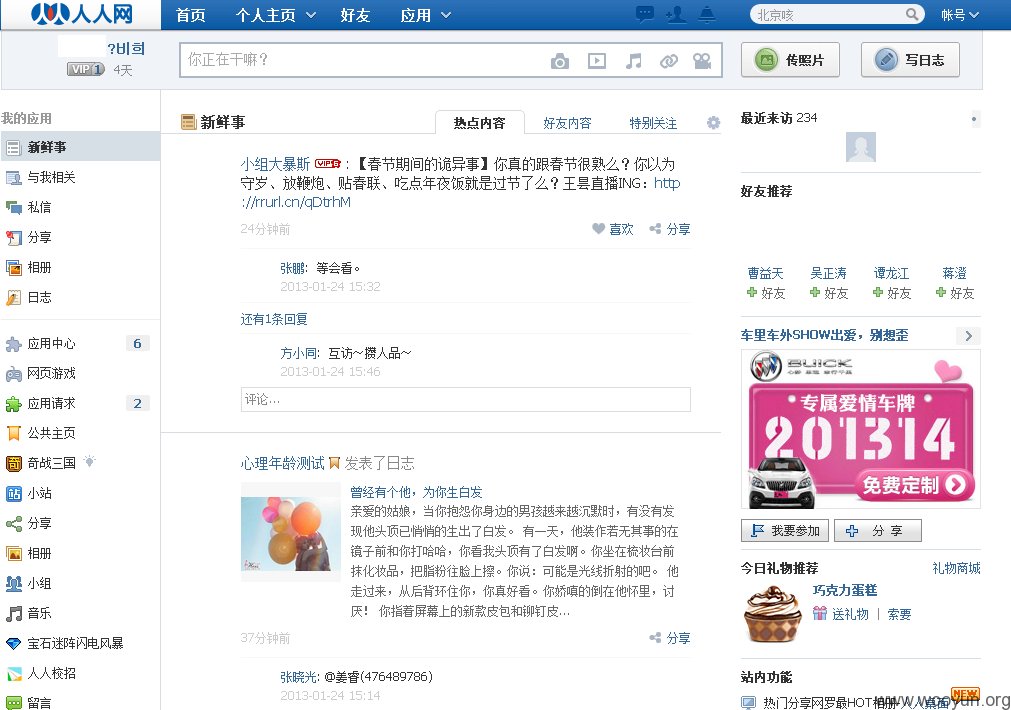 人人网
首页
个人主页
好友
应用
北京咳
帐号
?비희
VIP 1
4天
你正在干嘛？
传照片
写日志
我的应用
新鲜事
与我相关
私信
分享
相册
日志
应用中心 6
网页游戏
应用请求 2
公共主页
奇战三国
小站
分享
相册
小组
音乐
宝石迷阵闪电风暴
人人校招
留言
新鲜事
热点内容
好友内容
特别关注
小组大暴斯 VIP ：【春节期间的诡异事】你真的跟春节很熟么？你以为
守岁、放鞭炮、贴春联、吃点年夜饭就是过节了么？王昙直播ING：http
://rrurl.cn/qDtrhM
24分钟前
喜欢
分享
张鹏: 等会看。
2013-01-24 15:32
还有1条回复
方小同: 互访~攒人品~
2013-01-24 15:46
评论...
心理年龄测试 发表了日志
曾经有个他，为你生白发
亲爱的姑娘，当你抱怨你身边的男孩越来越沉默时，有没有发
现他头顶已悄悄的生出了白发。 有一天，他装作若无其事的在
镜子前和你打哈哈，你看我头顶有了白发啊。你坐在梳妆台前
抹化妆品，把脂粉往脸上擦。你说：可能是光线折射的吧。 他
走过来，从后背环住你，你真好看。你娇嗔的倒在他怀里，讨
厌！ 你指着屏幕上的新款皮包和铆钉皮...
37分钟前
分享
张晓光: @姜睿(476489786)
2013-01-24 15:14
最近来访 234
好友推荐
曹益天
吴正涛
谭龙江
蒋澄
好友
好友
好友
好友
车里车外SHOW出爱，别想歪
BUICK
专属爱情车牌
201314
免费定制
我要参加
分 享
今日礼物推荐
礼物商城
巧克力蛋糕
送礼物 | 索要
站内功能
热门分享网罗最HOT相册-人人桌面
NEW
www.wooyun.org